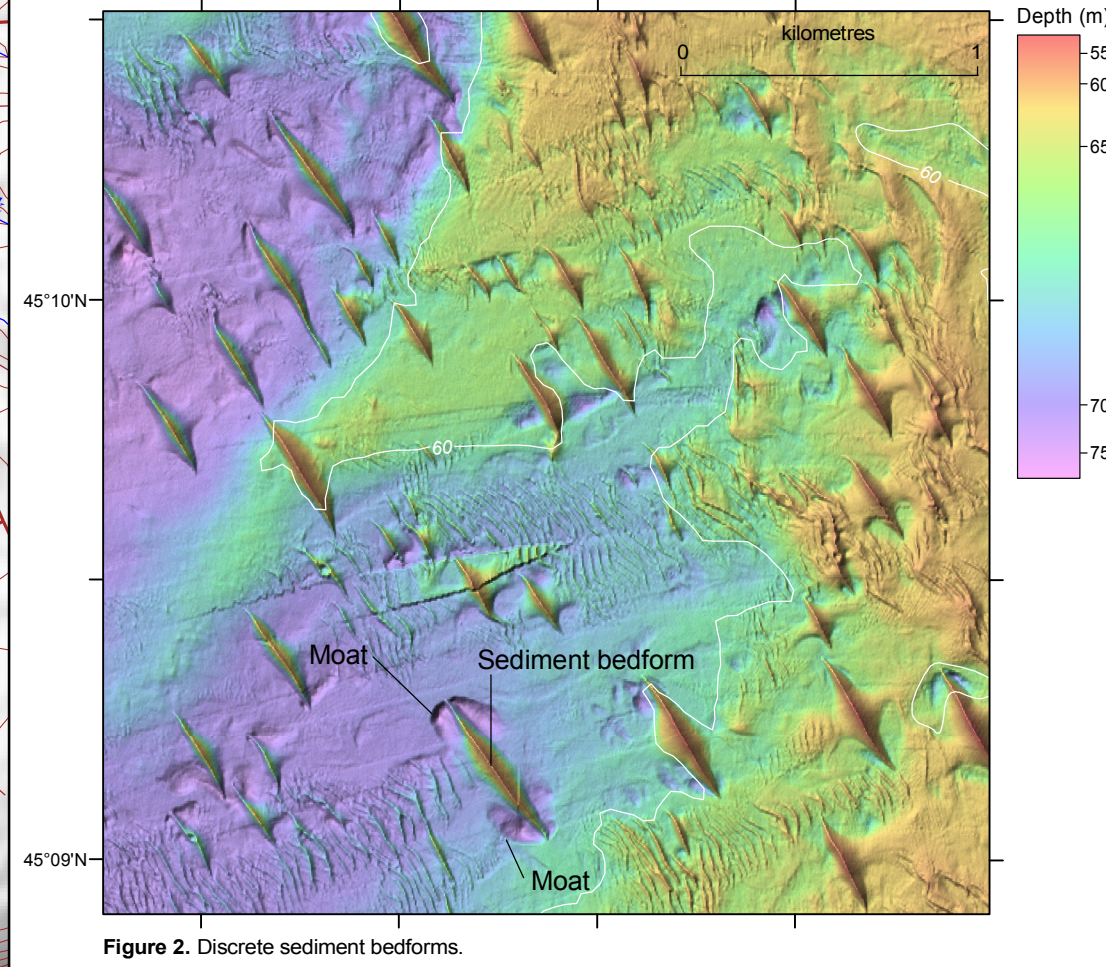 Depth (m)
kilometres
0 1
55
60
65
70
75
60
45°10'
60
Moat
Sediment bedform
45°09'
Moat
Figure 2. Discrete sediment bedforms.